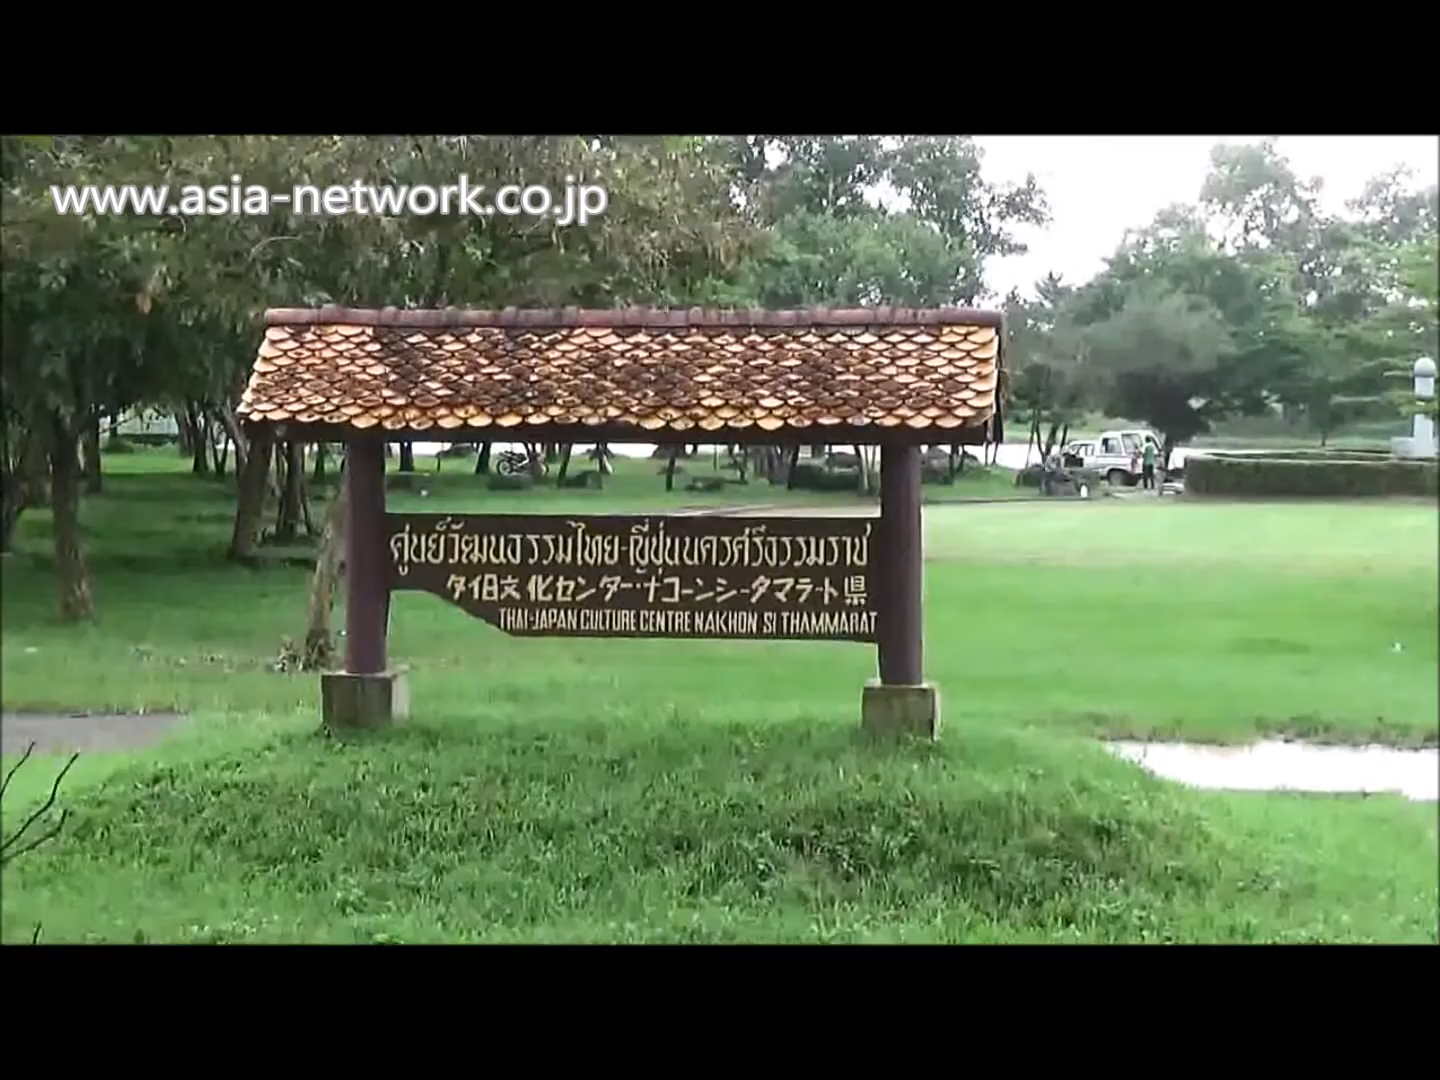 www.asia-network.co.jp
ศูนย์วัฒนธรรมไทย-ญี่ปุ่นนครศรีธรรมราช
タイ日文化センター・ナコーンシータマラート県
THAI-JAPAN CULTURE CENTRE NAKHON SI THAMMARAT